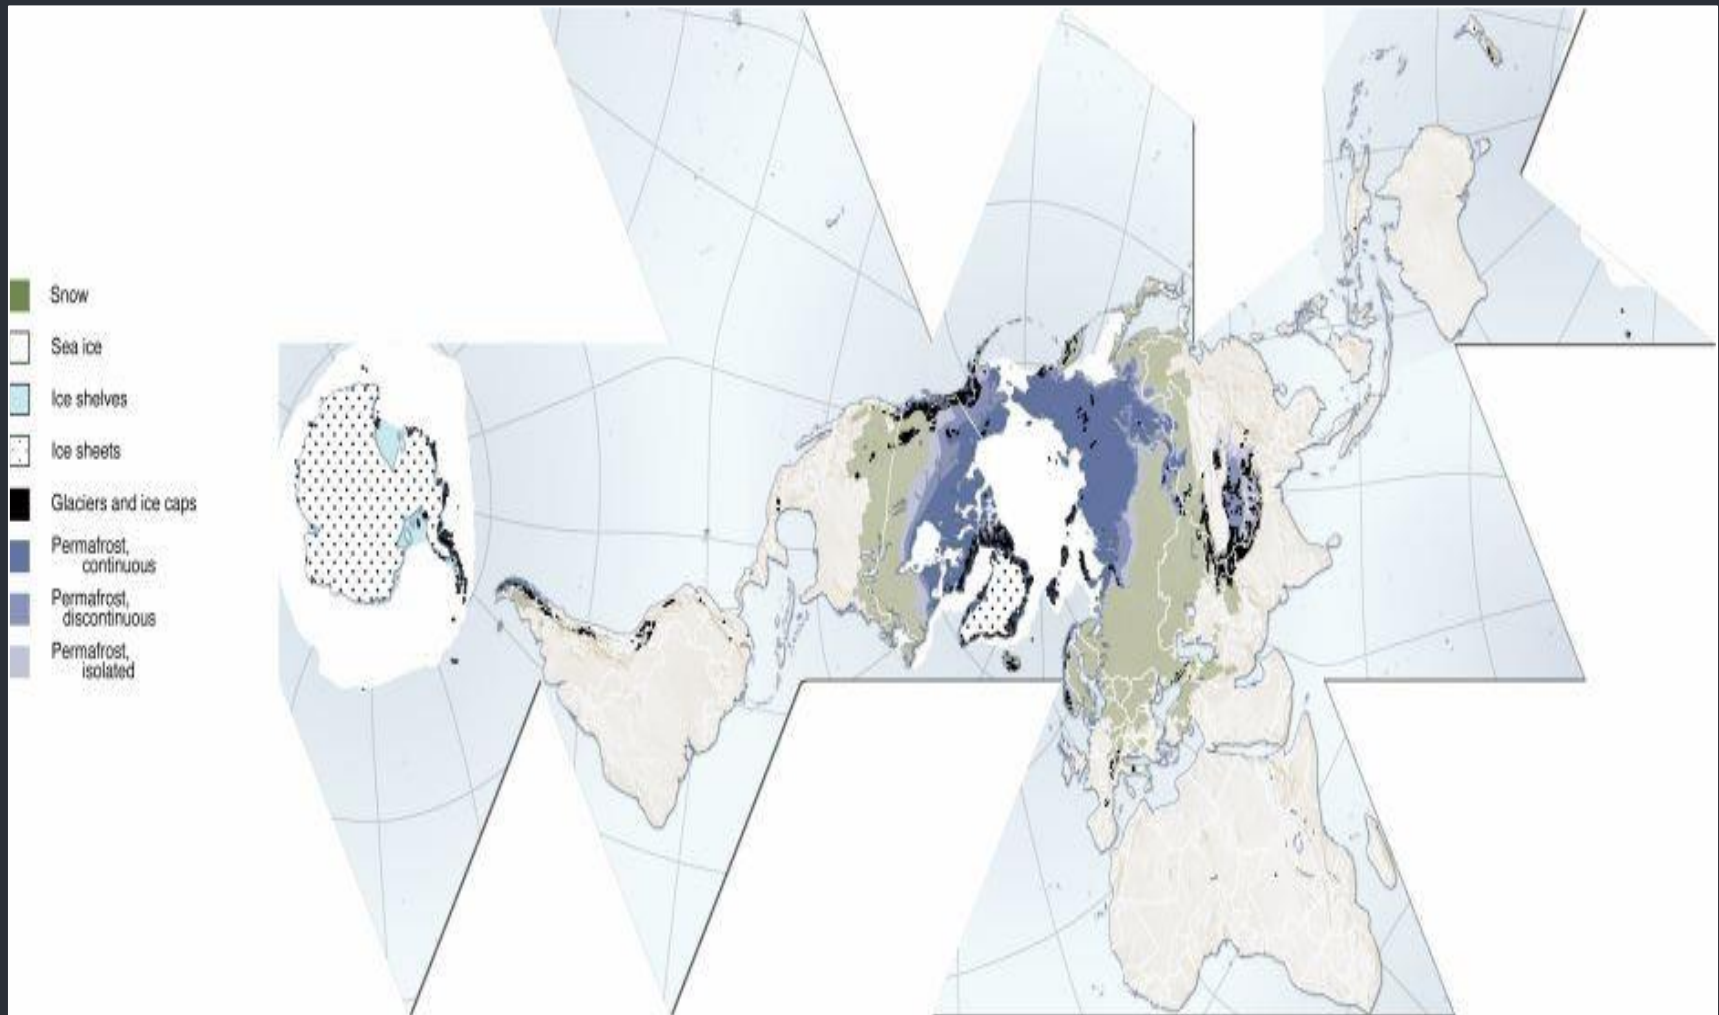 Snow
Sea ice
Ice shelves
Ice sheets
Glaciers and ice caps
Permafrost,
continuous
Permafrost,
discontinuous
Permafrost,
isolated